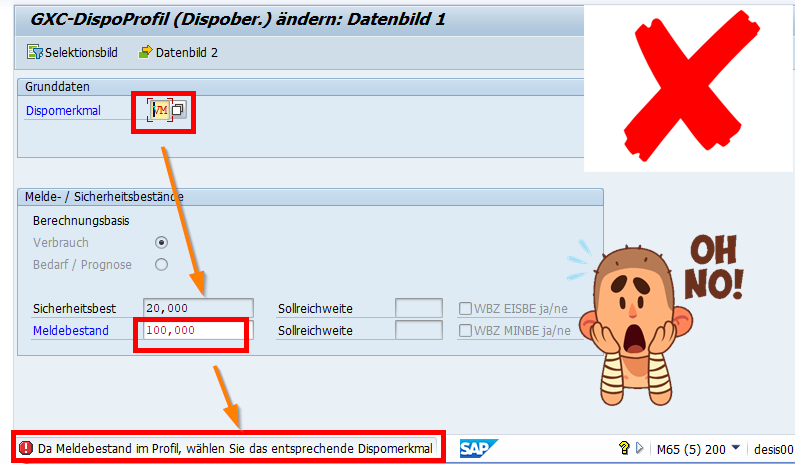 GXC-DispoProfil (Dispober.) ändern: Datenbild 1
Selektionsbild Datenbild 2
Grunddaten
Dispomerkmal VM
Melde- / Sicherheitsbestände
Berechnungsbasis
Verbrauch
Bedarf / Prognose
Sicherheitsbest 20,000 Sollreichweite WBZ EISBE ja/ne
Meldebestand 100,000 Sollreichweite WBZ MINBE ja/ne
OH
NO!
Da Meldebestand im Profil, wählen Sie das entsprechende Dispomerkmal
SAP M65 (5) 200 desis00